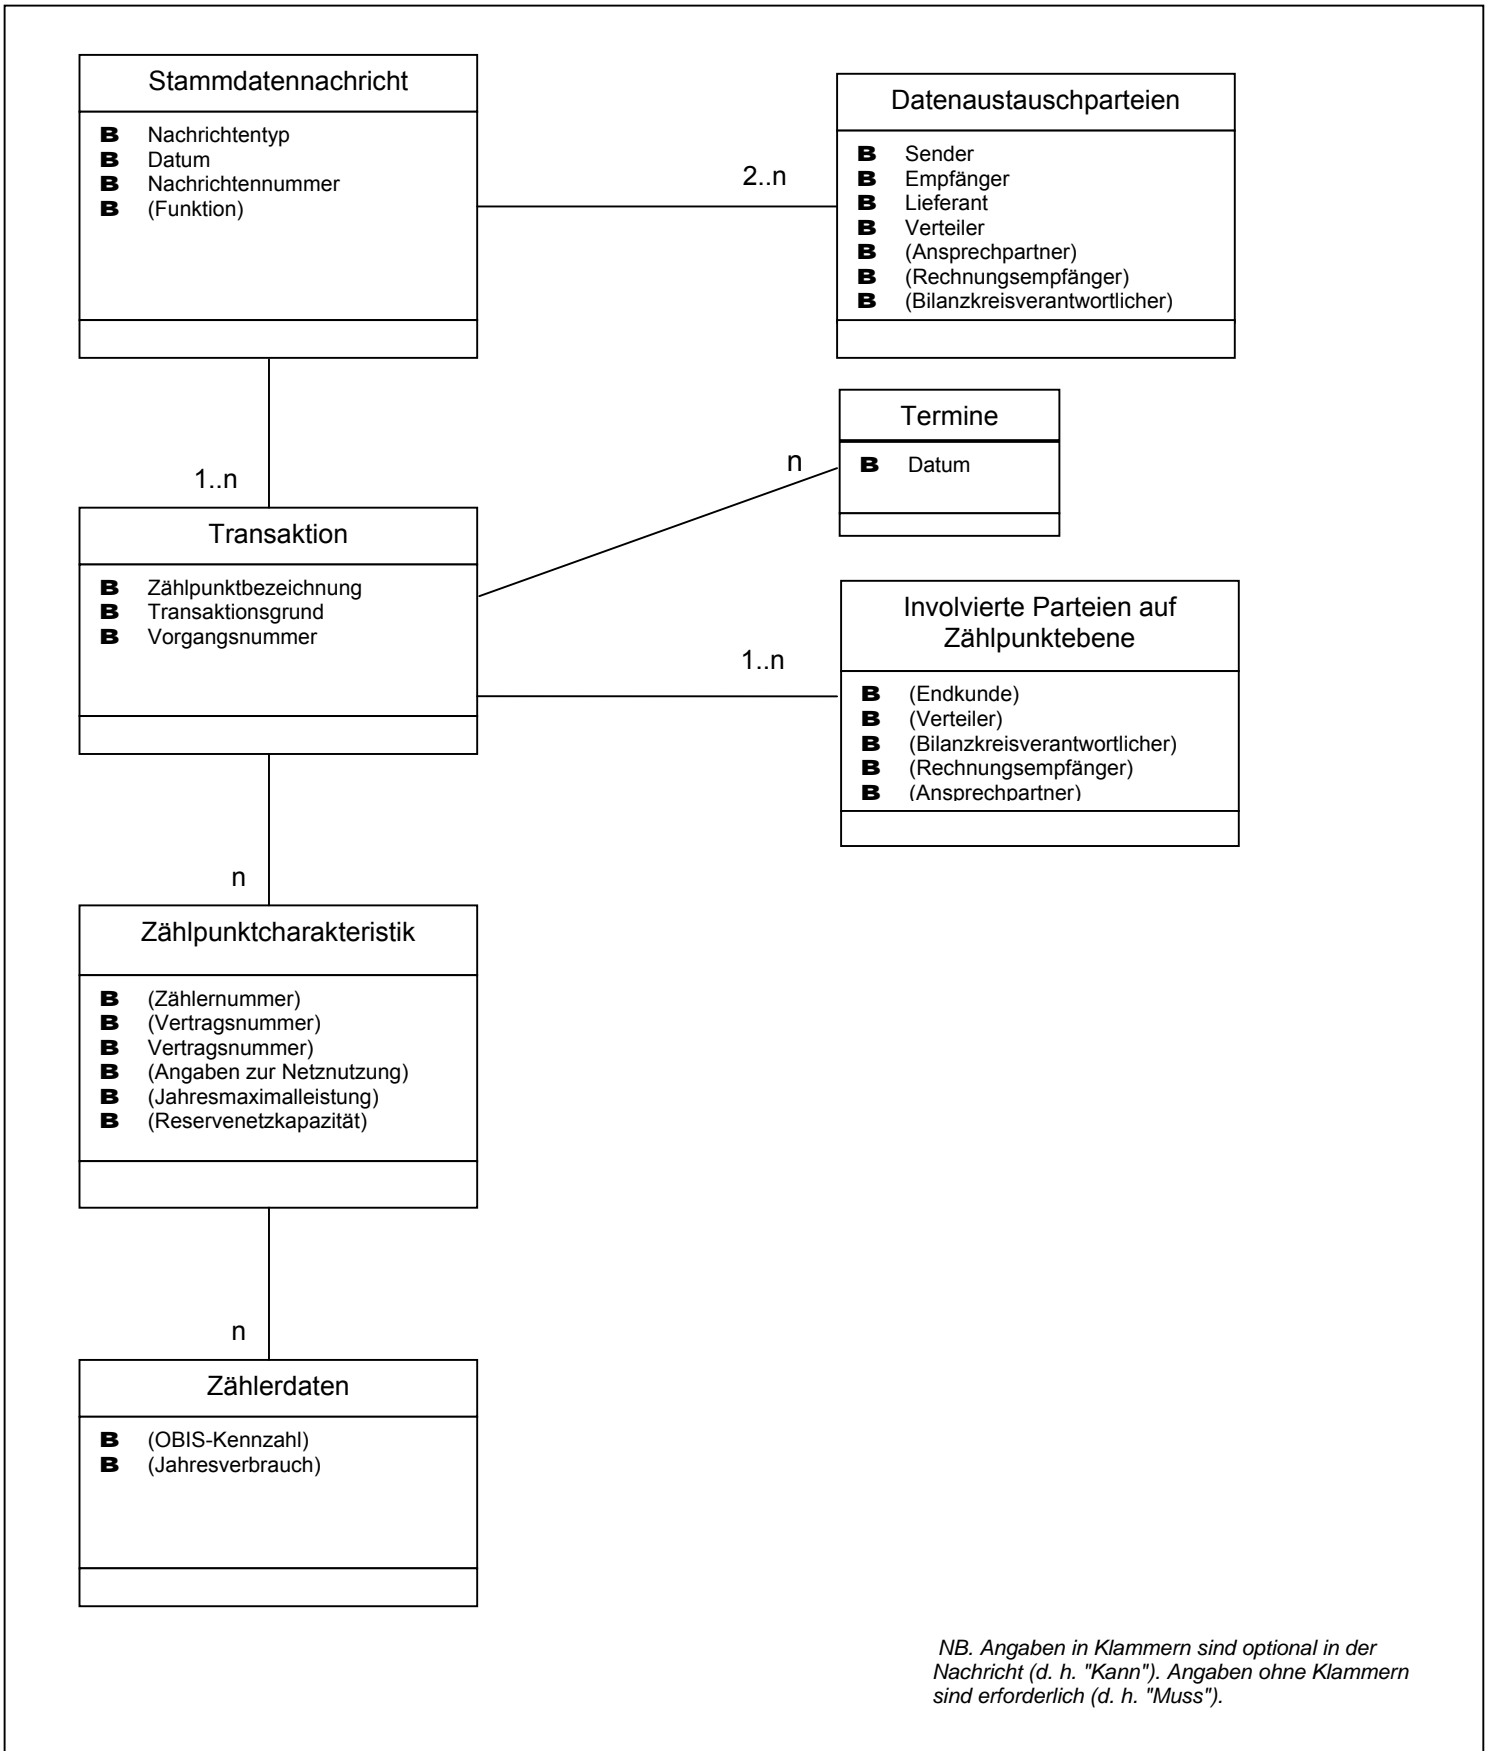 Stammdatennachricht
B Nachrichtentyp
B Datum
B Nachrichtennummer
B (Funktion)
Datenaustauschparteien
B Sender
B Empfänger
B Lieferant
B Verteiler
B (Ansprechpartner)
B (Rechnungsempfänger)
B (Bilanzkreisverantwortlicher)
2..n
1..n
Termine
B Datum
n
Transaktion
B Zählpunktbezeichnung
B Transaktionsgrund
B Vorgangsnummer
Involvierte Parteien auf
Zählpunktebene
B (Endkunde)
B (Verteiler)
B (Bilanzkreisverantwortlicher)
B (Rechnungsempfänger)
B (Ansprechpartner)
1..n
n
Zählpunktcharakteristik
B (Zählernummer)
B (Vertragsnummer)
B Vertragsnummer)
B (Angaben zur Netznutzung)
B (Jahresmaximalleistung)
B (Reservenetzkapazität)
n
Zählerdaten
B (OBIS-Kennzahl)
B (Jahresverbrauch)
NB. Angaben in Klammern sind optional in der
Nachricht (d. h. "Kann"). Angaben ohne Klammern
sind erforderlich (d. h. "Muss").